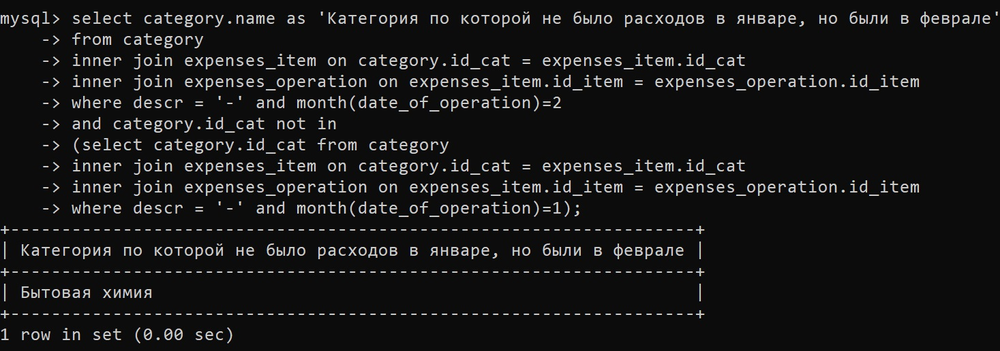 mysql> select category.name as 'Категория по которой не было расходов в январе, но были в феврале'
    -> from category
    -> inner join expenses_item on category.id_cat = expenses_item.id_cat
    -> inner join expenses_operation on expenses_item.id_item = expenses_operation.id_item
    -> where descr = '-' and month(date_of_operation)=2
    -> and category.id_cat not in
    -> (select category.id_cat from category
    -> inner join expenses_item on category.id_cat = expenses_item.id_cat
    -> inner join expenses_operation on expenses_item.id_item = expenses_operation.id_item
    -> where descr = '-' and month(date_of_operation)=1);
+-------------------------------------------------------------------+
| Категория по которой не было расходов в январе, но были в феврале |
+-------------------------------------------------------------------+
| Бытовая химия                                                     |
+-------------------------------------------------------------------+
1 row in set (0.00 sec)